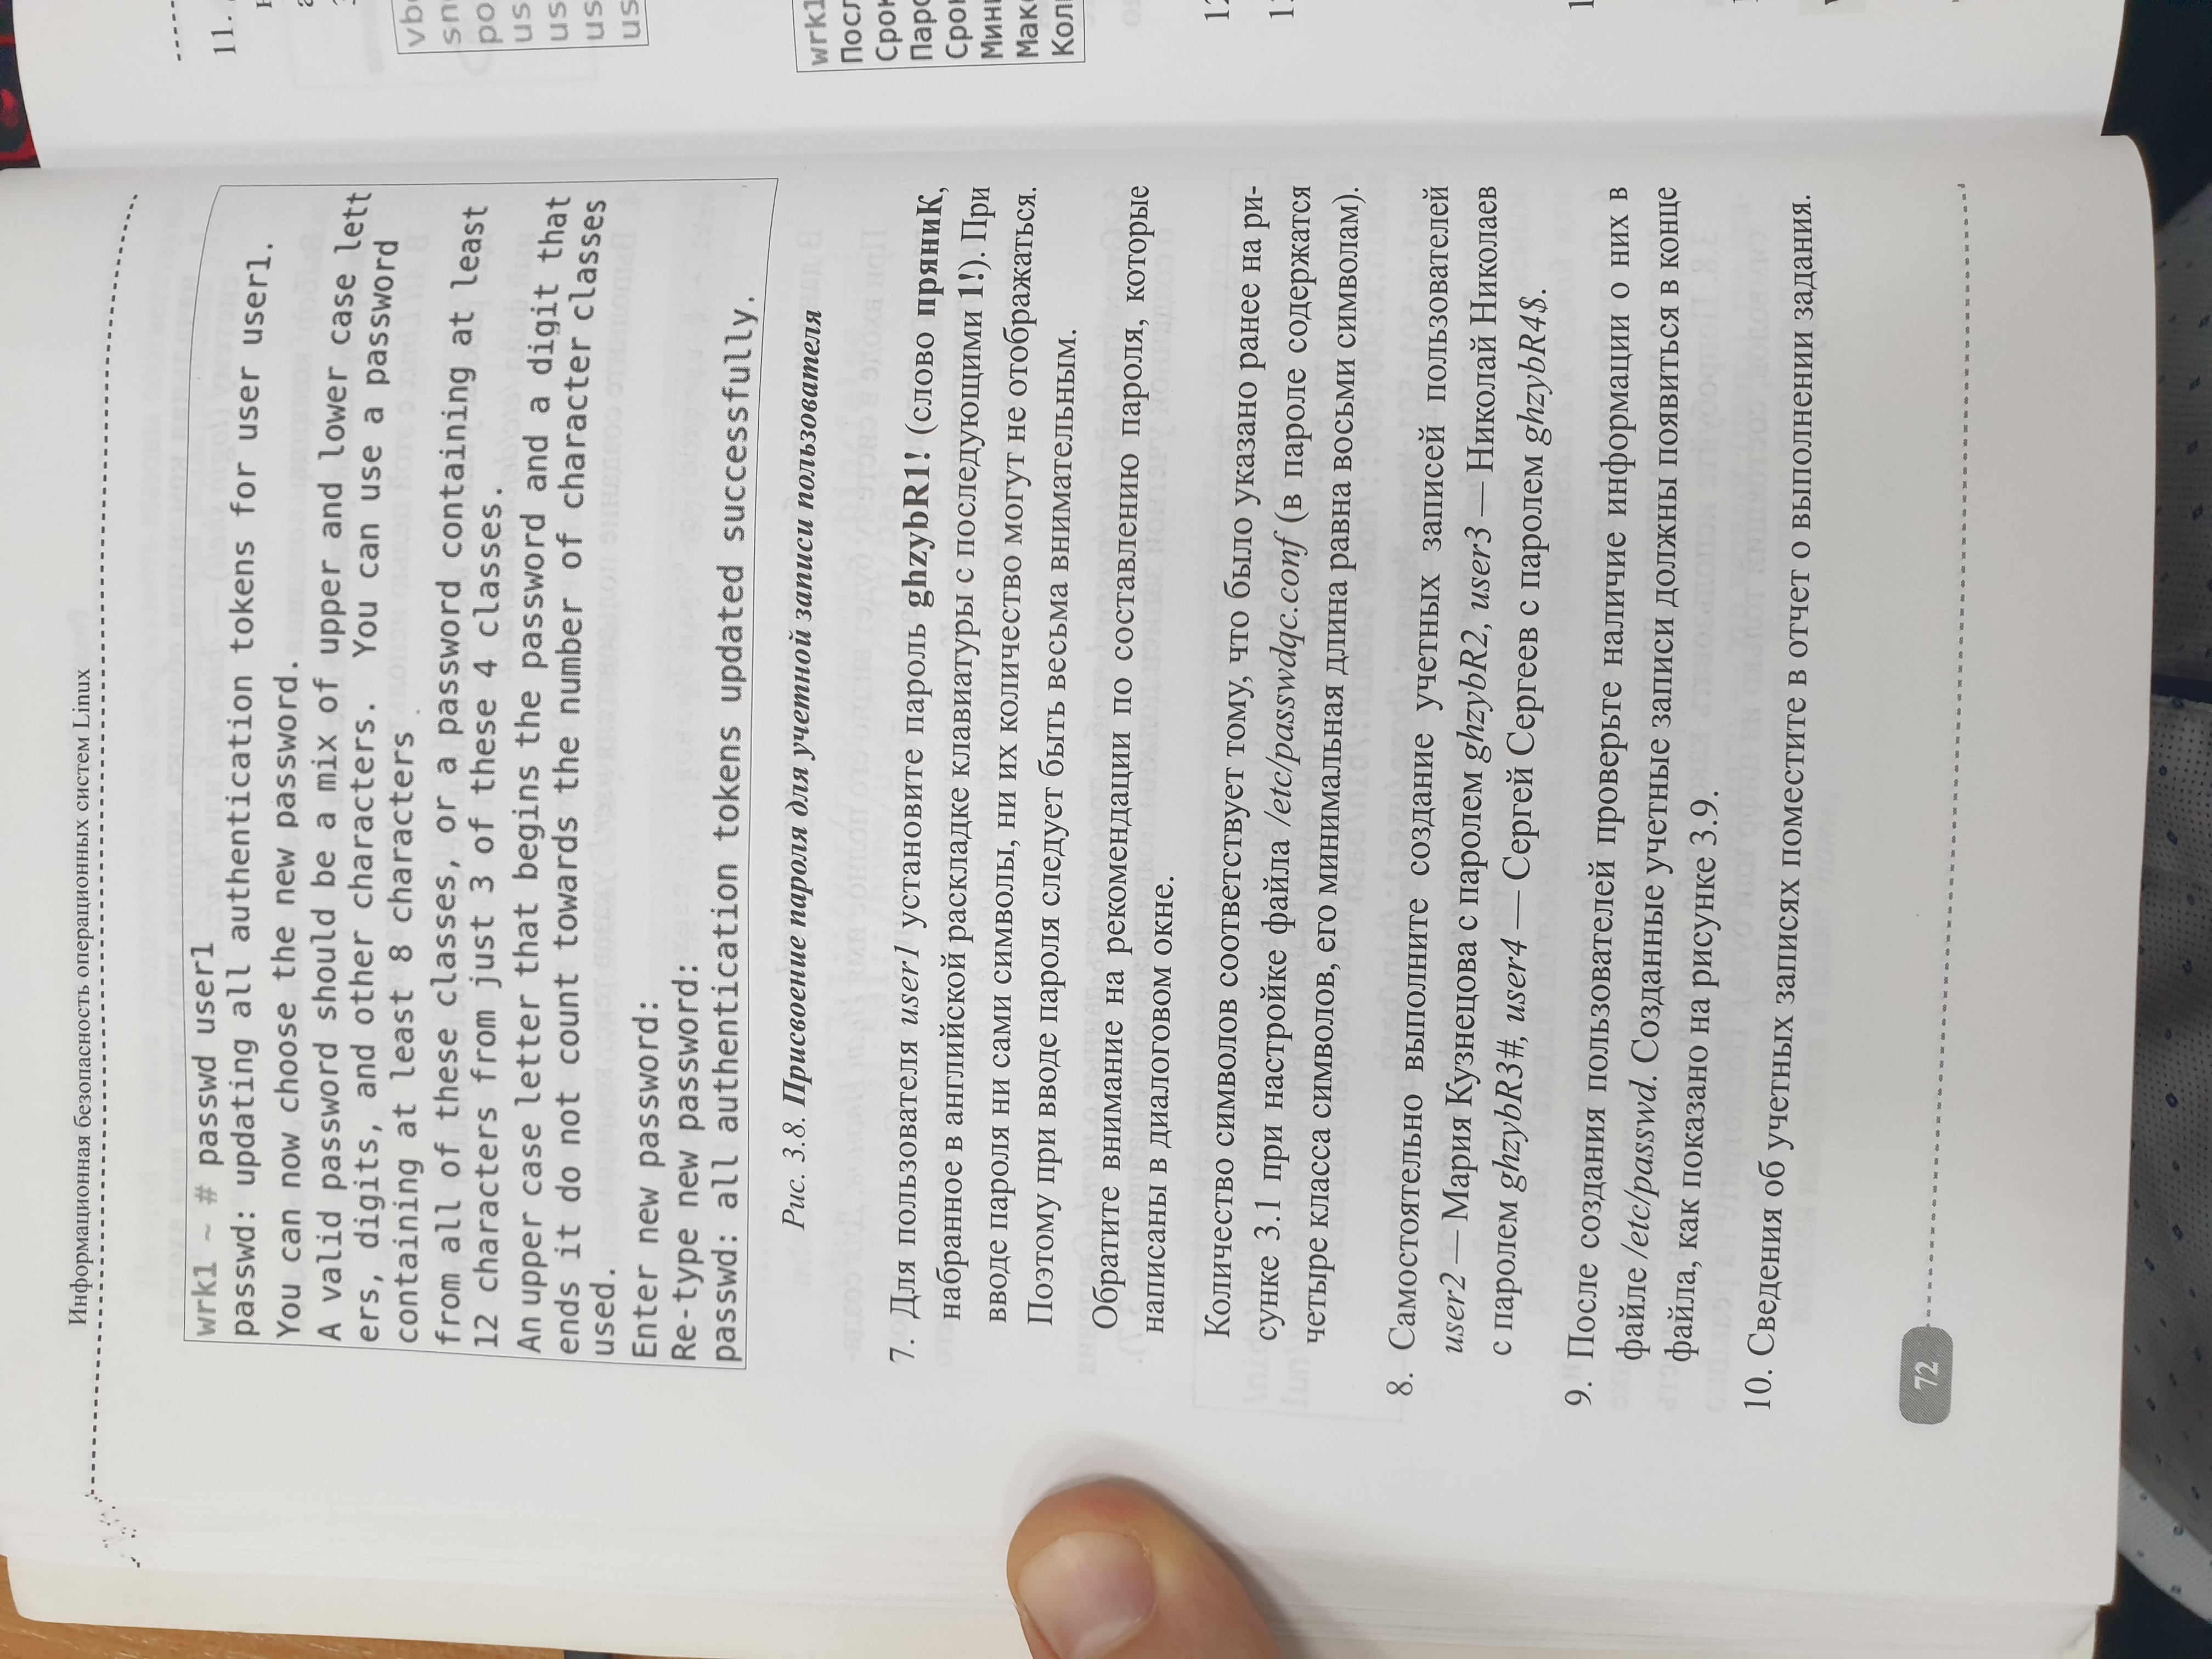 Информационная безопасность операционных систем Linux
wrk1 ~ # passwd user1
passwd: updating all authentication tokens for user user1.
You can now choose the new password.
A valid password should be a mix of upper and lower case lett
ers, digits, and other characters.  You can use a password
containing at least 8 characters
from all of these classes, or a password containing at least
12 characters from just 3 of these 4 classes.
An upper case letter that begins the password and a digit that
ends it do not count towards the number of character classes
used.
Enter new password:
Re-type new password:
passwd: all authentication tokens updated successfully.
Рис. 3.8. Присвоение пароля для учетной записи пользователя
7. Для пользователя user1 установите пароль ghzybR1! (слово пряниК,
набранное в английской раскладке клавиатуры с последующими 1!). При
вводе пароля ни сами символы, ни их количество могут не отображаться.
Поэтому при вводе пароля следует быть весьма внимательным.
Обратите внимание на рекомендации по составлению пароля, которые
написаны в диалоговом окне.
Количество символов соответствует тому, что было указано ранее на ри-
сунке 3.1 при настройке файла /etc/passwdqc.conf (в пароле содержатся
четыре класса символов, его минимальная длина равна восьми символам).
8. Самостоятельно выполните создание учетных записей пользователей
user2 — Мария Кузнецова с паролем ghzybR2, user3 — Николай Николаев
с паролем ghzybR3#, user4 — Сергей Сергеев с паролем ghzybR4$.
9. После создания пользователей проверьте наличие информации о них в
файле /etc/passwd. Созданные учетные записи должны появиться в конце
файла, как показано на рисунке 3.9.
10. Сведения об учетных записях поместите в отчет о выполнении задания.
72
11.
wrk1
Срок
Срок